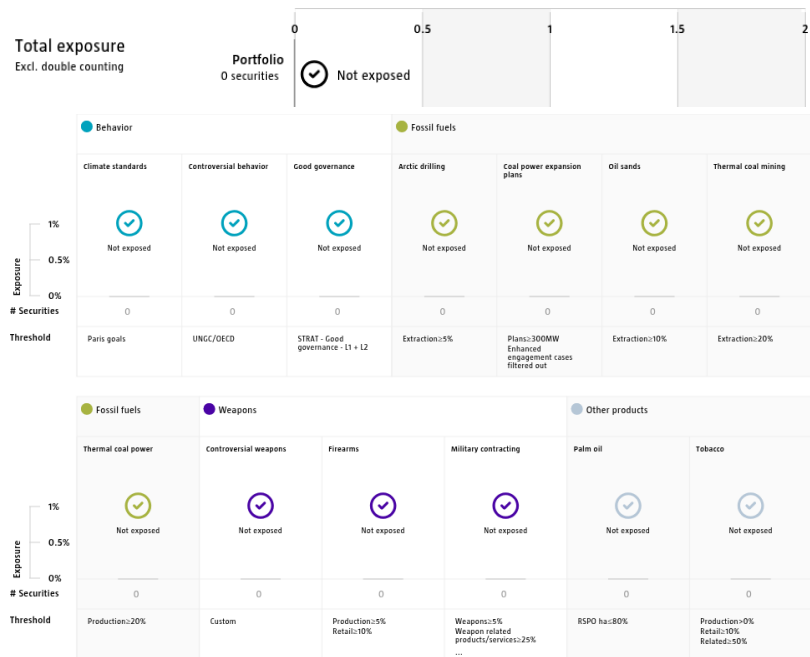 0 0.5 1 1.5 2
Total exposure
Excl. double counting
Portfolio
0 securities
Not exposed
Behavior
Fossil fuels
Climate standards
Controversial behavior
Good governance
Arctic drilling
Coal power expansion
plans
Oil sands
Thermal coal mining
Exposure
1%
0.5%
0%
Not exposed
Not exposed
Not exposed
Not exposed
Not exposed
Not exposed
Not exposed
# Securities 0 0 0 0 0 0 0
Threshold
Paris goals
UNGC/OECD
STRAT - Good
governance - L1 + L2
Extraction≥5%
Plans≥300MW
Enhanced
engagement cases
filtered out
Extraction≥10%
Extraction≥20%
Fossil fuels
Weapons
Other products
Thermal coal power
Controversial weapons
Firearms
Military contracting
Palm oil
Tobacco
Exposure
1%
0.5%
0%
Not exposed
Not exposed
Not exposed
Not exposed
Not exposed
Not exposed
# Securities 0 0 0 0 0 0
Threshold
Production≥20%
Custom
Production≥5%
Retail≥10%
Weapons≥5%
Weapon related
products/services≥25%
...
RSPO ha≤80%
Production>0%
Retail≥10%
Related≥50%